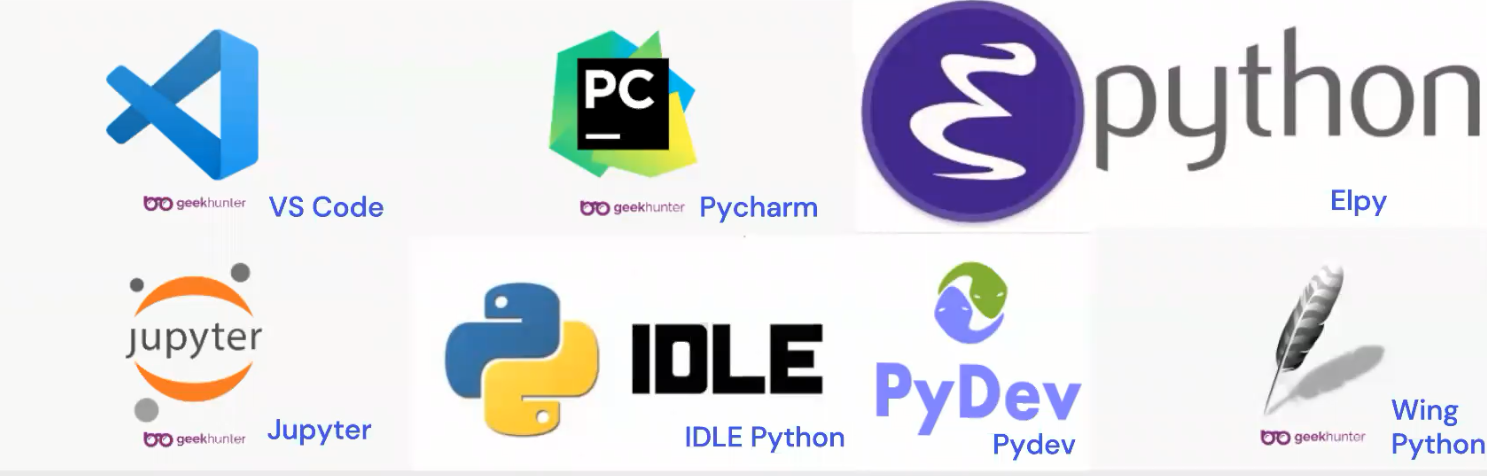 PC
python
geekhunter VS Code
geekhunter Pycharm
Elpy
jupyter
IDLE
PyDev
geekhunter Jupyter
IDLE Python
Pydev
geekhunter
Wing
Python